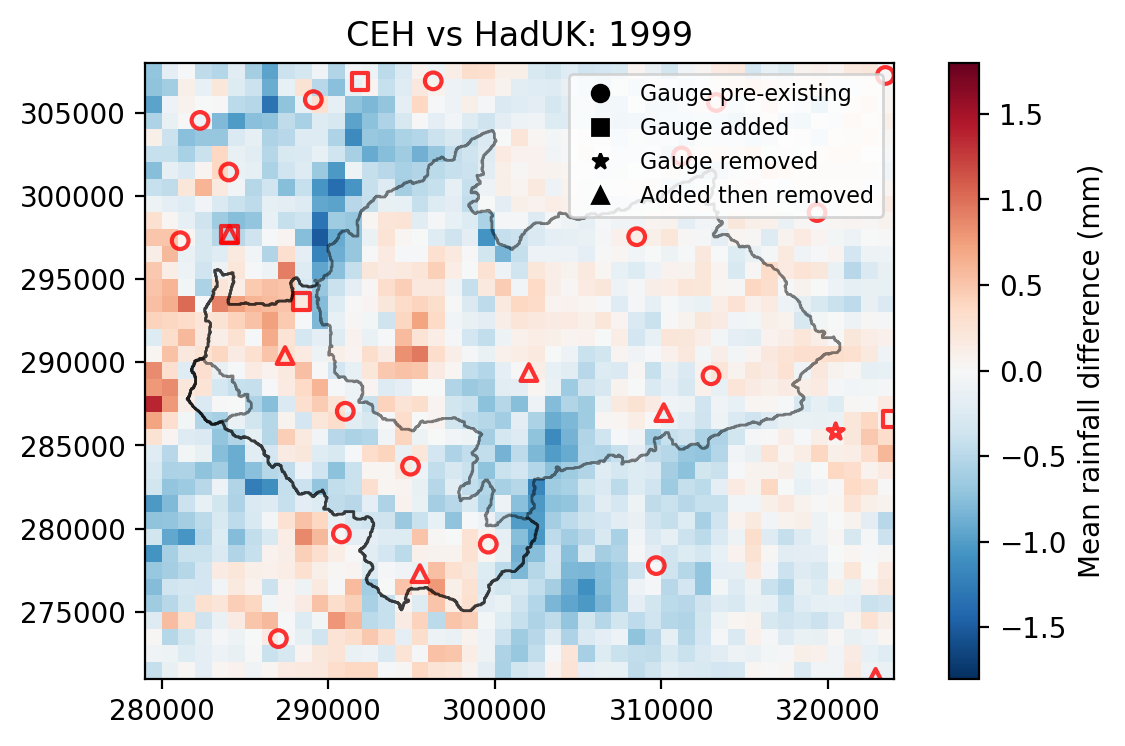 CEH vs HadUK: 1999
Gauge pre-existing
Gauge added
Gauge removed
Added then removed
305000
300000
295000
290000
285000
280000
275000
280000 290000 300000 310000 320000
1.5
1.0
0.5
0.0
−0.5
−1.0
−1.5
Mean rainfall difference (mm)